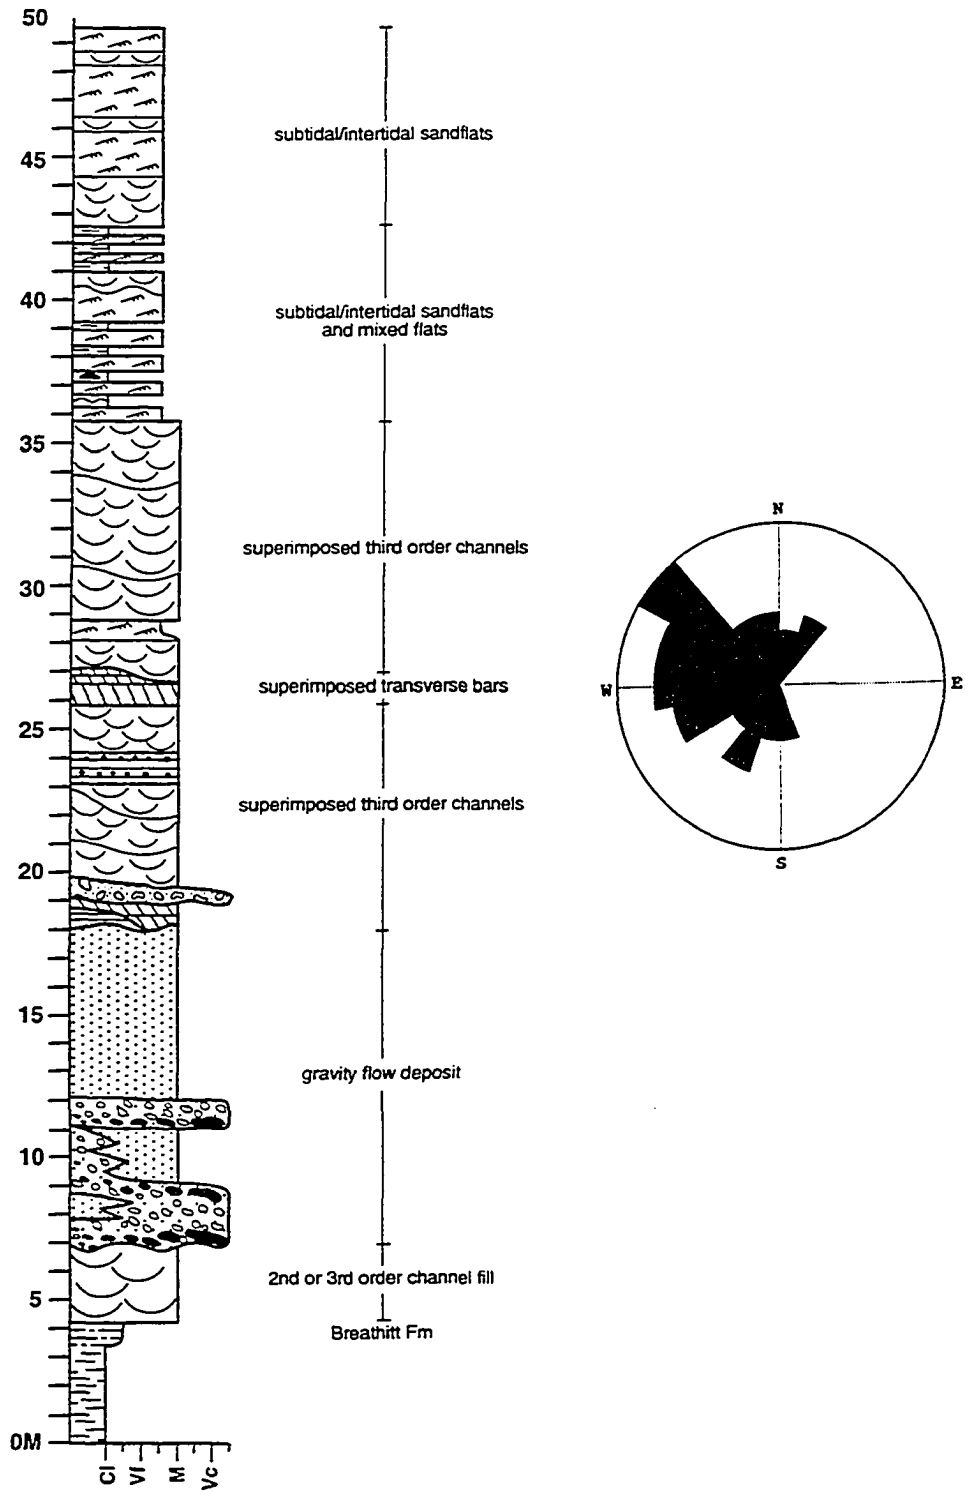 50
45
subtidal/intertidal sandflats
40
subtidal/intertidal sandflats
and mixed flats
35
superimposed third order channels
30
superimposed transverse bars
25
superimposed third order channels
20
15
gravity flow deposit
10
2nd or 3rd order channel fill
5
Breathitt Fm
0M
Cl
Vf
M
Vc
N
W
E
S